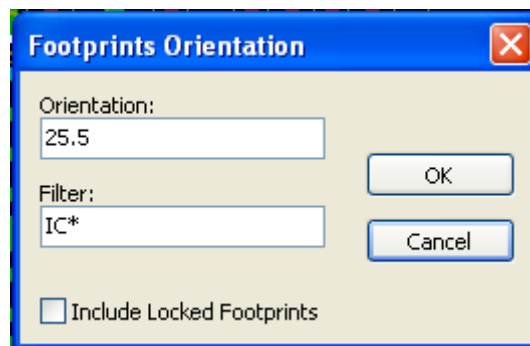 Footprints Orientation
Orientation:
25.5
OK
Filter:
IC*
Cancel
Include Locked Footprints